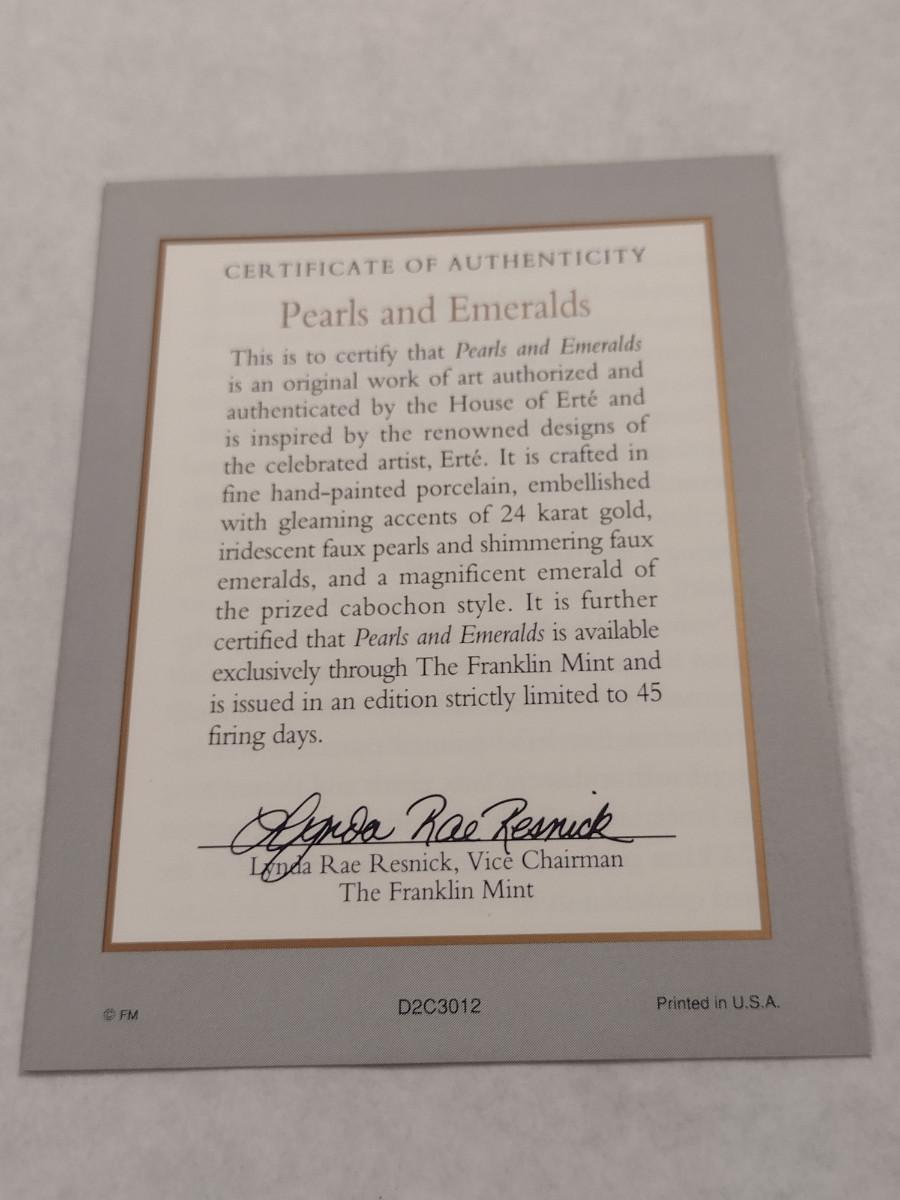 CERTIFICATE OF AUTHENTICITY
Pearls and Emeralds
This is to certify that Pearls and Emeralds
is an original work of art authorized and
authenticated by the House of Erté and
is inspired by the renowned designs of
the celebrated artist, Erté. It is crafted in
fine hand-painted porcelain, embellished
with gleaming accents of 24 karat gold,
iridescent faux pearls and shimmering faux
emeralds, and a magnificent emerald of
the prized cabochon style. It is further
certified that Pearls and Emeralds is available
exclusively through The Franklin Mint and
is issued in an edition strictly limited to 45
firing days.
Lynda Rae Resnick
Lynda Rae Resnick, Vice Chairman
The Franklin Mint
© FM D2C3012 Printed in U.S.A.